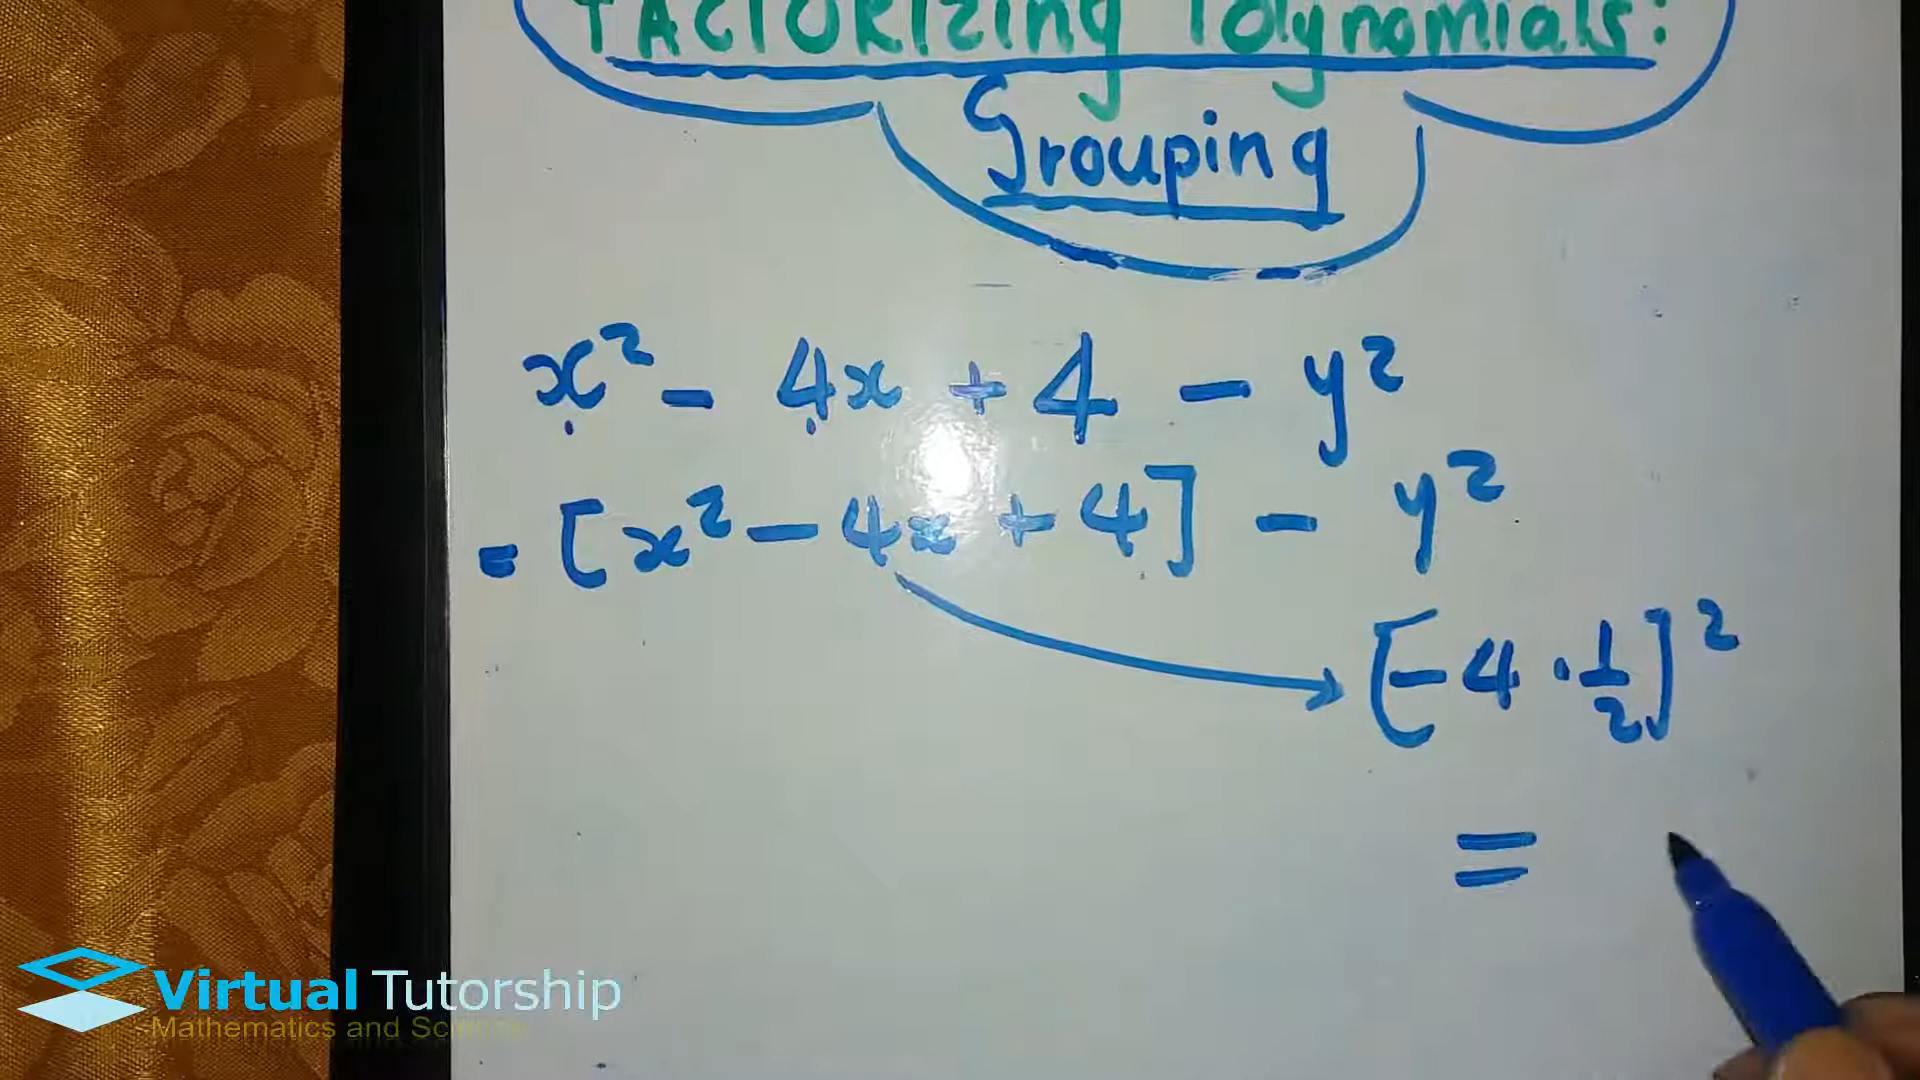 FACTORIZING Polynomials:
Grouping
x² - 4x + 4 - y²
= [x² - 4x + 4] - y²
[-4 · 1/2]²
=
Virtual Tutorship
Mathematics and Science